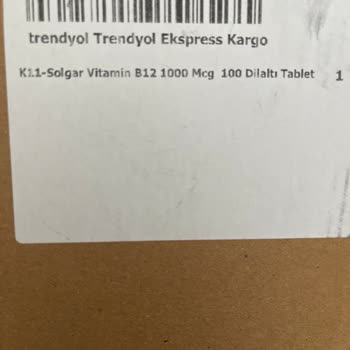 trendyol Trendyol Ekspress Kargo
K11-Solgar Vitamin B12 1000 Mcg 100 Dilaltı Tablet 1